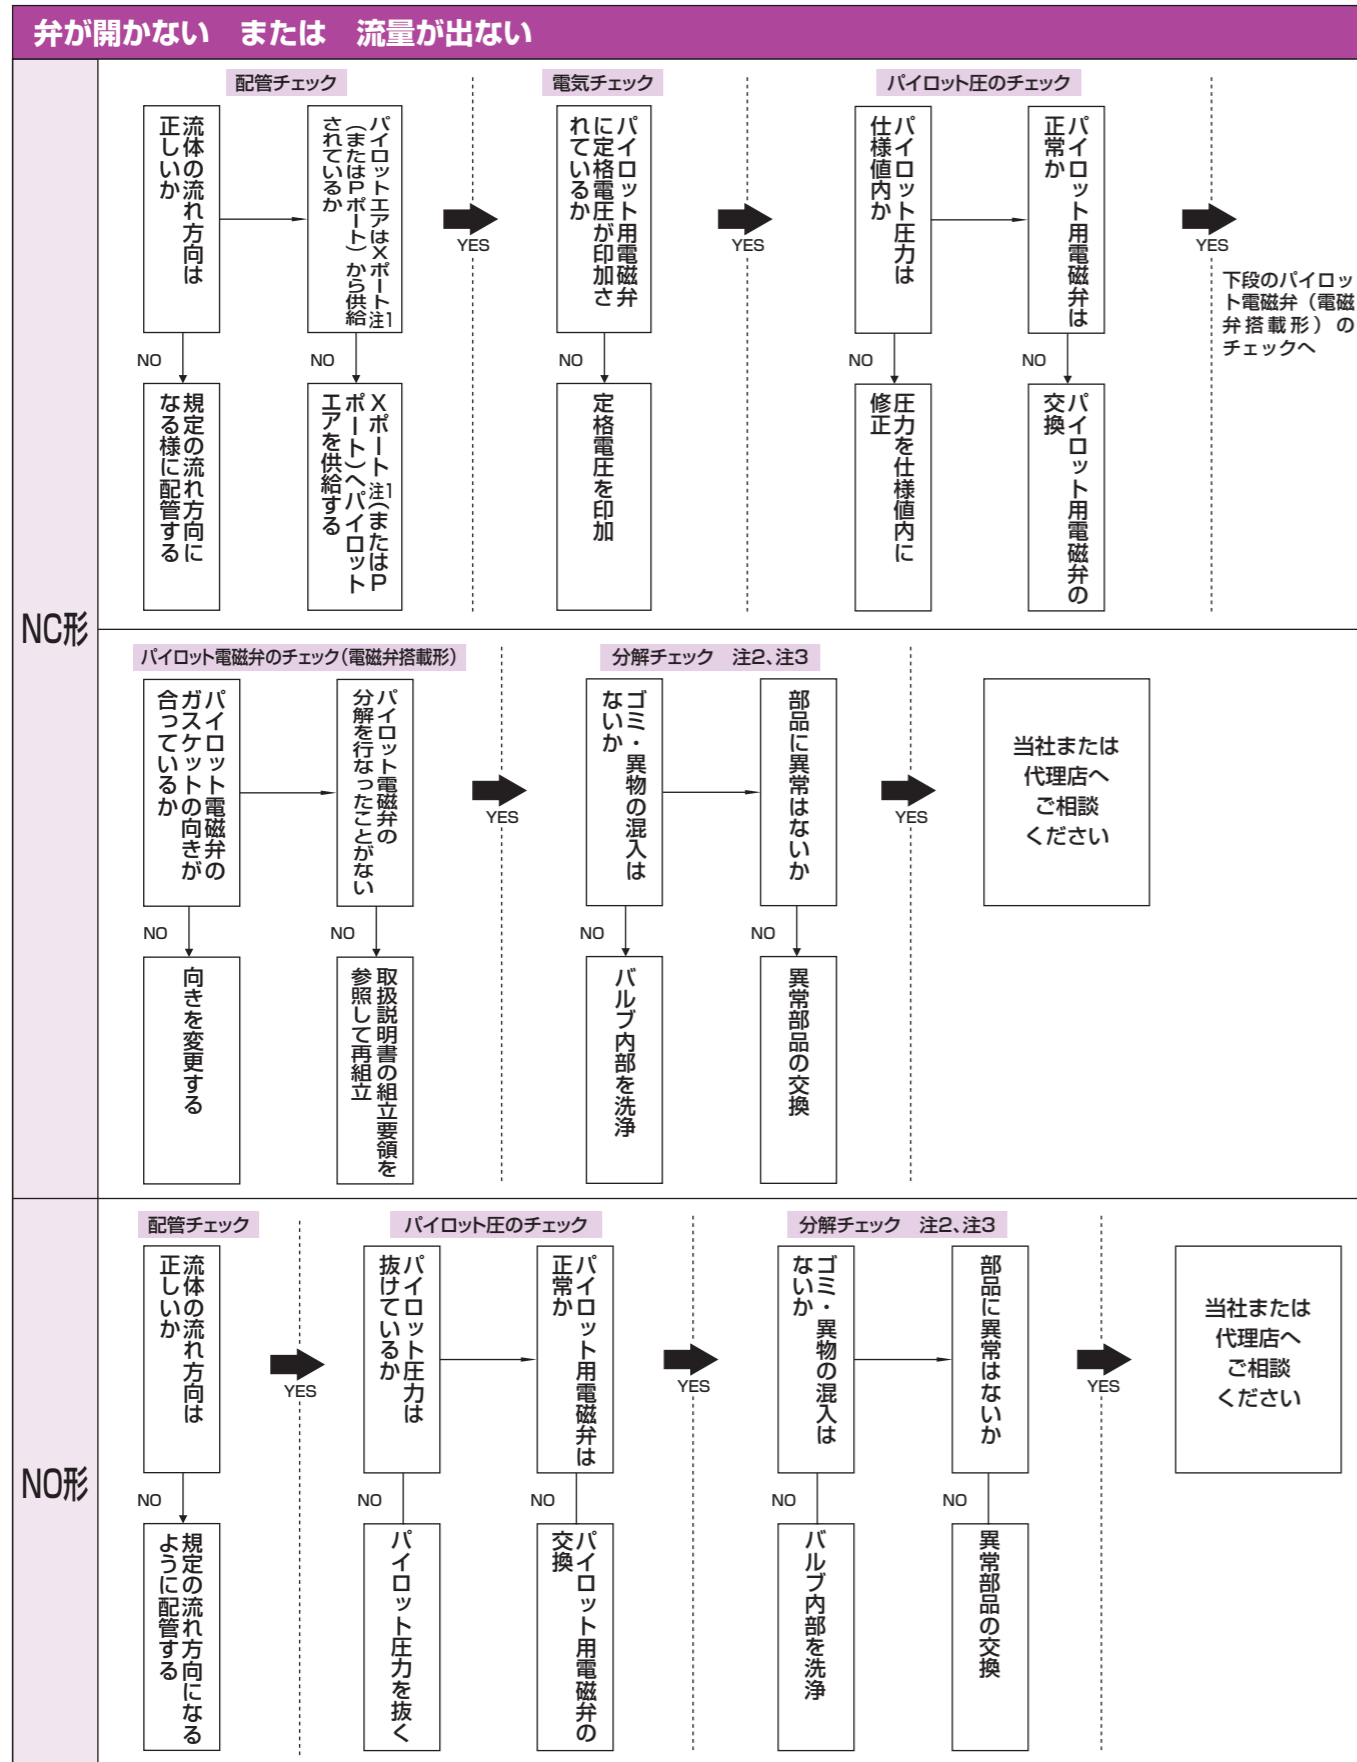 弁が開かない または 流量が出ない
NC形
配管チェック
流体の流れ方向は
正しいか
NO
規定の流れ方向に
なる様に配管する
パイロットエアはXポート注1
（またはPポート）から供給
されているか
NO
Xポート注1(またはP
ポート)へパイロット
エアを供給する
YES
電気チェック
パイロット用電磁弁
に定格電圧が印加さ
れているか
NO
定格電圧を印加
YES
パイロット圧のチェック
パイロット圧力は
仕様値内か
NO
圧力を仕様値内に
修正
パイロット用電磁弁は
正常か
NO
パイロット用電磁弁の
交換
YES
下段のパイロッ
ト電磁弁（電磁
弁搭載形）の
チェックへ
パイロット電磁弁のチェック(電磁弁搭載形)
パイロット電磁弁の
ガスケットの向きが
合っているか
NO
向きを変更する
パイロット電磁弁の
分解を行なったことがない
NO
取扱説明書の組立要領を
参照して再組立
YES
分解チェック 注2、注3
ゴミ・異物の混入は
ないか
NO
バルブ内部を洗浄
部品に異常はないか
NO
異常部品の交換
YES
当社または
代理店へ
ご相談
ください
NO形
配管チェック
流体の流れ方向は
正しいか
NO
規定の流れ方向になる
ように配管する
YES
パイロット圧のチェック
パイロット圧力は
抜けているか
NO
パイロット圧力を抜く
パイロット用電磁弁は
正常か
NO
パイロット用電磁弁の
交換
YES
分解チェック 注2、注3
ゴミ・異物の混入は
ないか
NO
バルブ内部を洗浄
部品に異常はないか
NO
異常部品の交換
YES
当社または
代理店へ
ご相談
ください